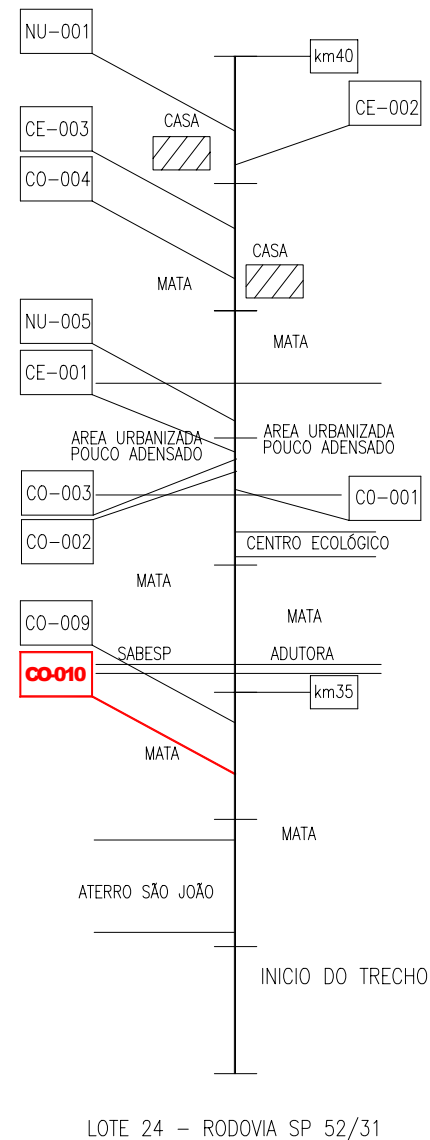 NU-001
km40
CE-002
CASA
CE-003
CO-004
CASA
MATA
NU-005
MATA
CE-001
AREA URBANIZADA
POUCO ADENSADO
AREA URBANIZADA
POUCO ADENSADO
CO-003
CO-001
CO-002
CENTRO ECOLÓGICO
MATA
CO-009
MATA
SABESP
ADUTORA
CO-010
km35
MATA
MATA
ATERRO SÃO JOÃO
INICIO DO TRECHO
LOTE 24 - RODOVIA SP 52/31